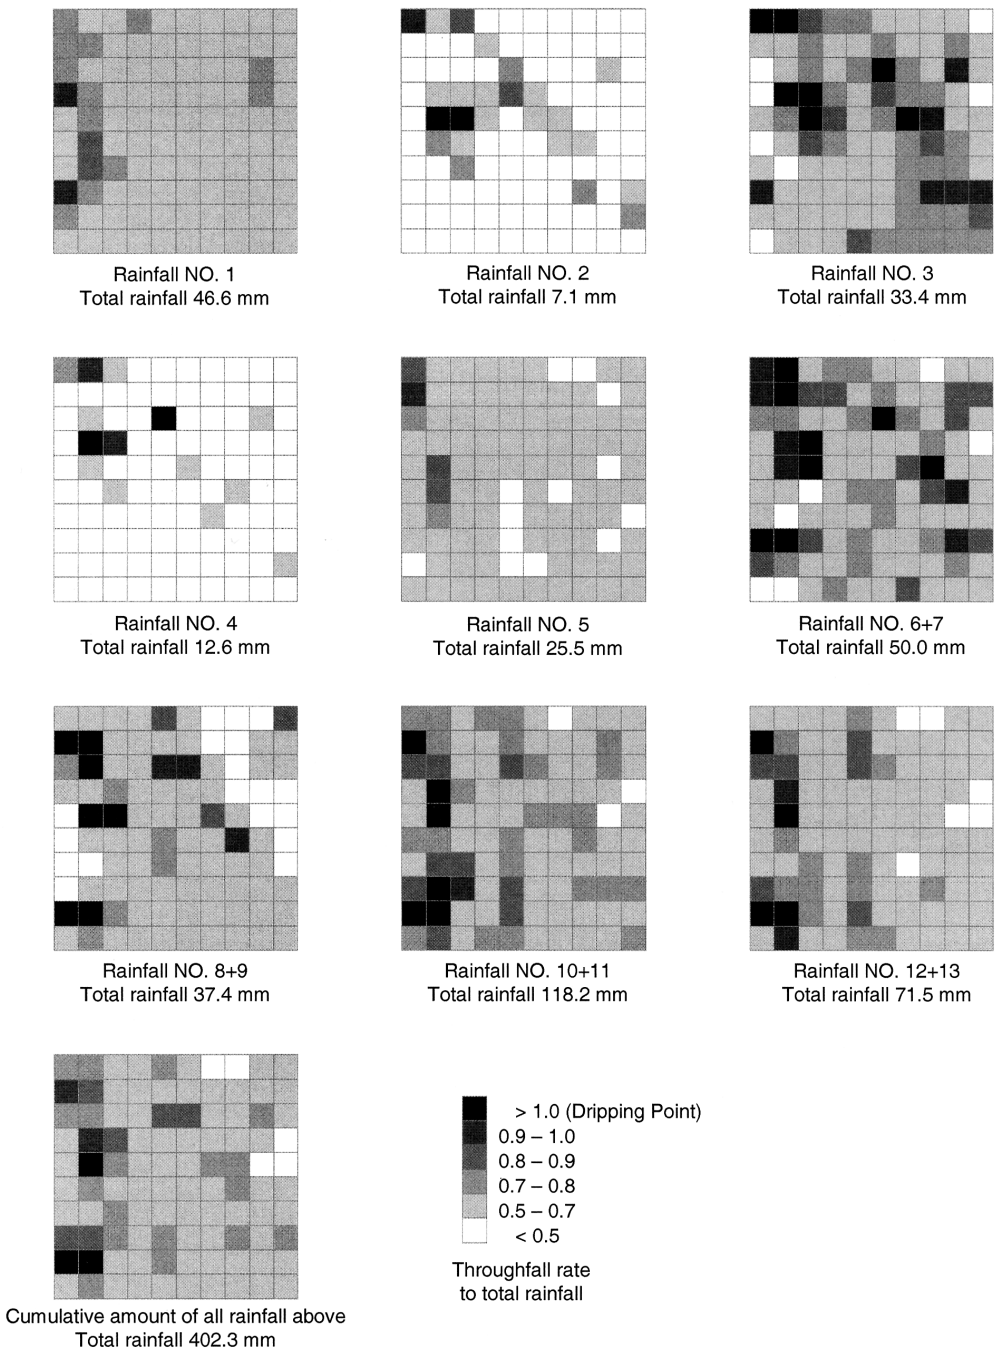 Rainfall NO. 1
Total rainfall 46.6 mm
Rainfall NO. 2
Total rainfall 7.1 mm
Rainfall NO. 3
Total rainfall 33.4 mm
Rainfall NO. 4
Total rainfall 12.6 mm
Rainfall NO. 5
Total rainfall 25.5 mm
Rainfall NO. 6+7
Total rainfall 50.0 mm
Rainfall NO. 8+9
Total rainfall 37.4 mm
Rainfall NO. 10+11
Total rainfall 118.2 mm
Rainfall NO. 12+13
Total rainfall 71.5 mm
Cumulative amount of all rainfall above
Total rainfall 402.3 mm
> 1.0 (Dripping Point)
0.9 – 1.0
0.8 – 0.9
0.7 – 0.8
0.5 – 0.7
< 0.5
Throughfall rate
to total rainfall